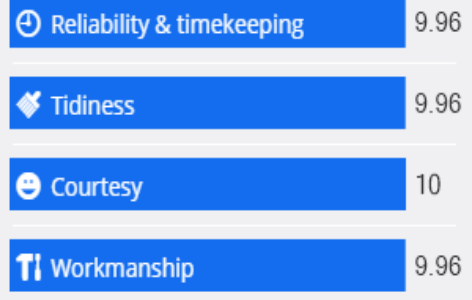 Reliability & timekeeping 9.96
Tidiness 9.96
Courtesy 10
Workmanship 9.96